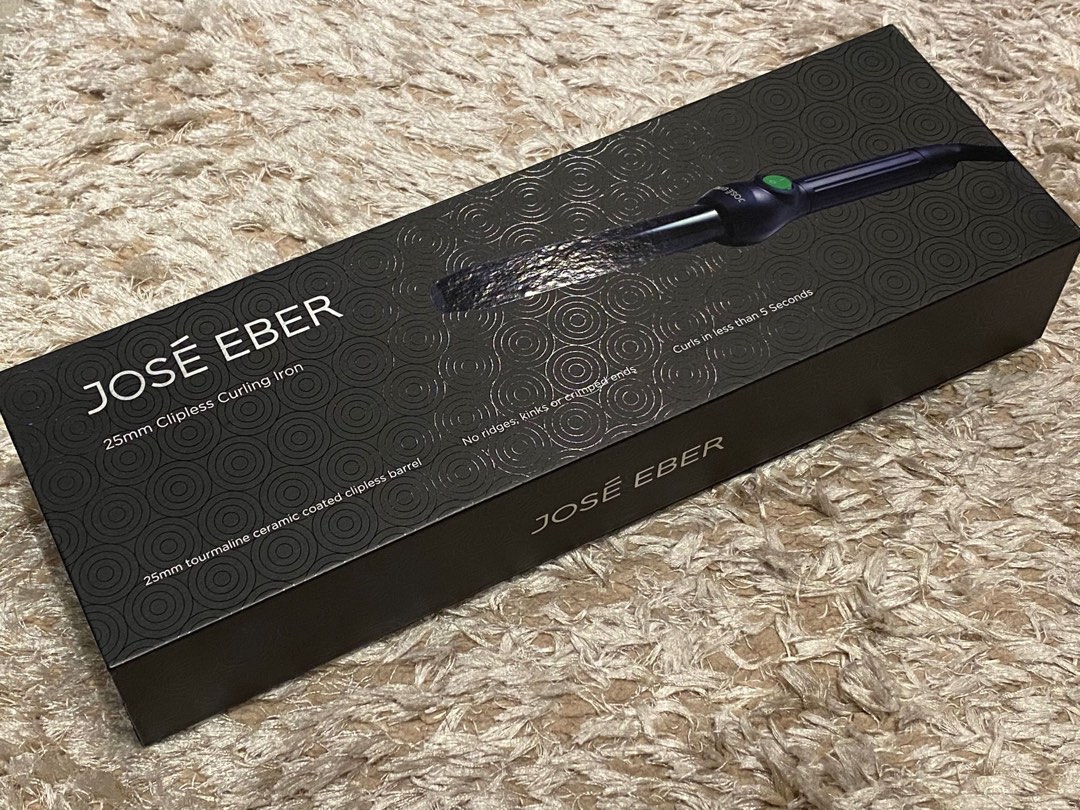 JOSÉ EBER
25mm Clipless Curling Iron
25mm tourmaline ceramic coated clipless barrel
No ridges, kinks or crimped ends
Curls in less than 5 Seconds
JOSÉ EBER